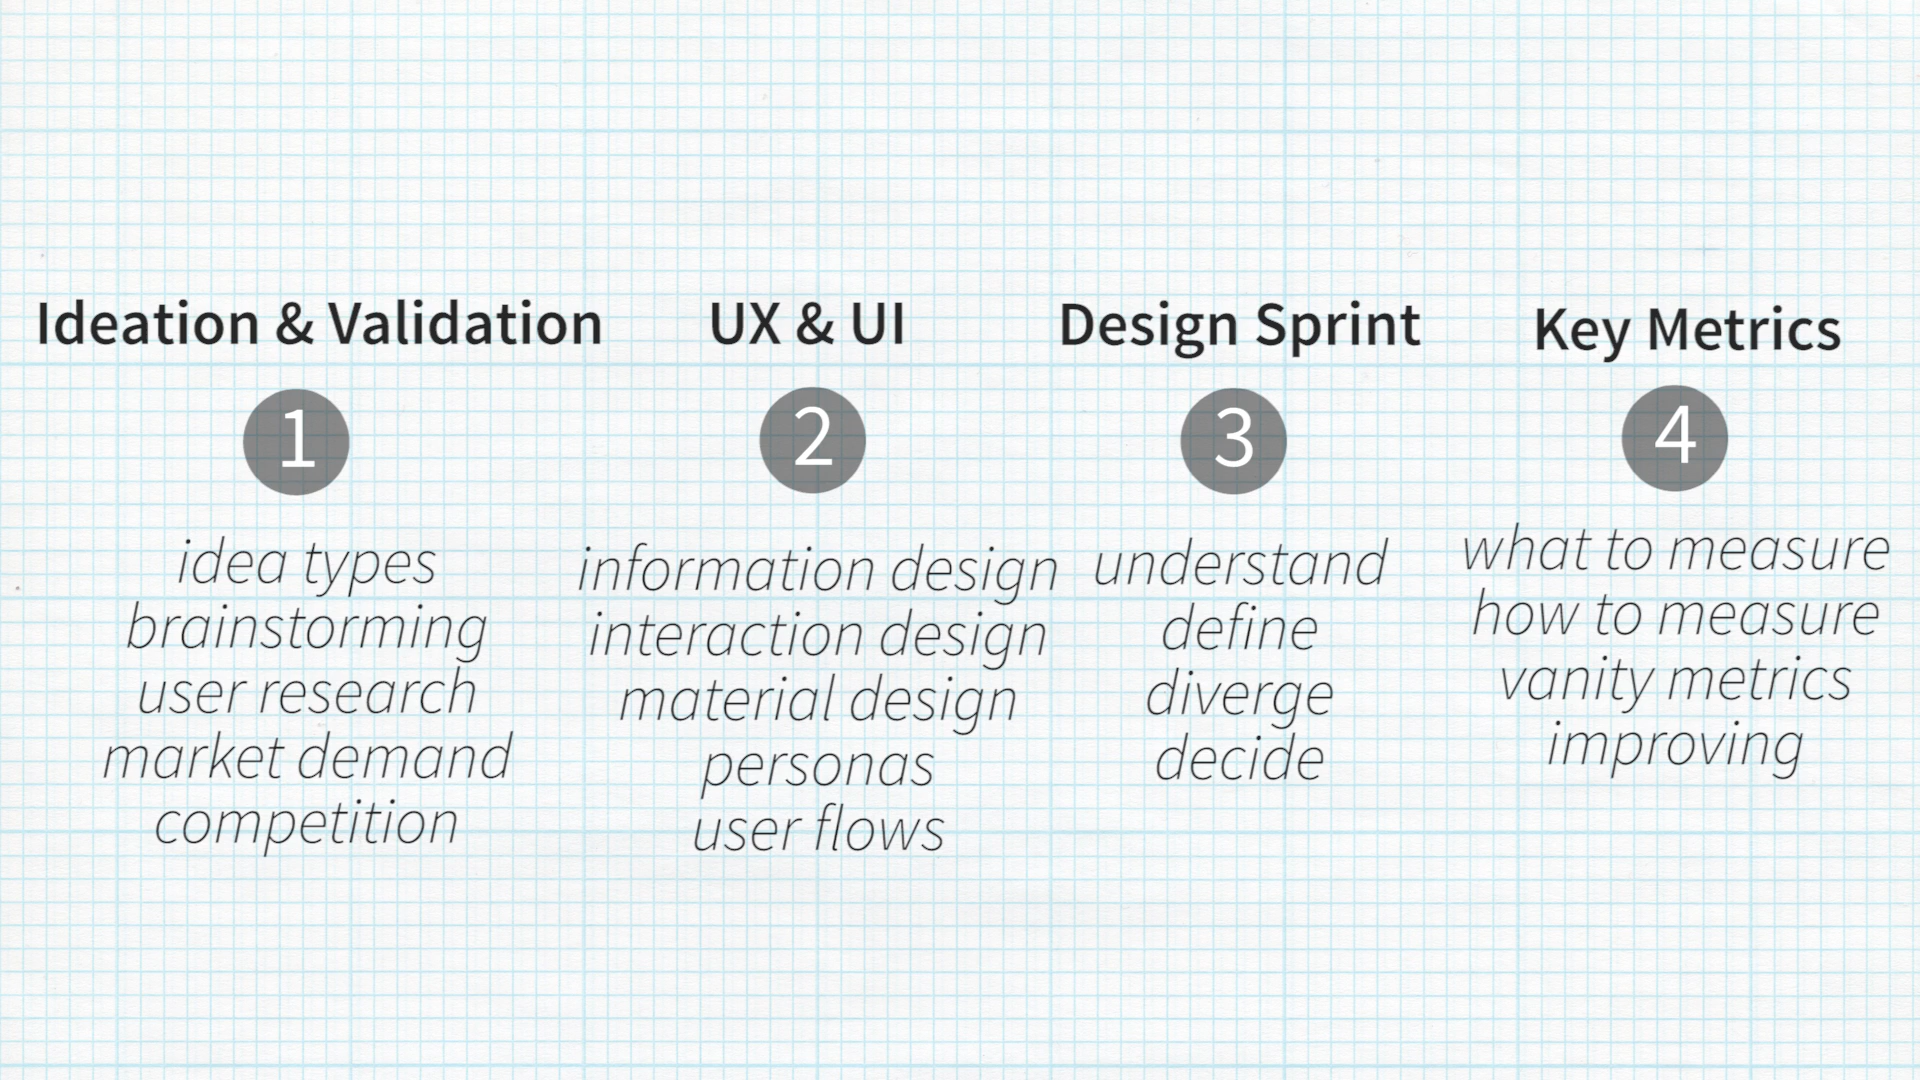 Ideation & Validation
1
idea types
brainstorming
user research
market demand
competition
UX & UI
2
information design
interaction design
material design
personas
user flows
Design Sprint
3
understand
define
diverge
decide
Key Metrics
4
what to measure
how to measure
vanity metrics
improving